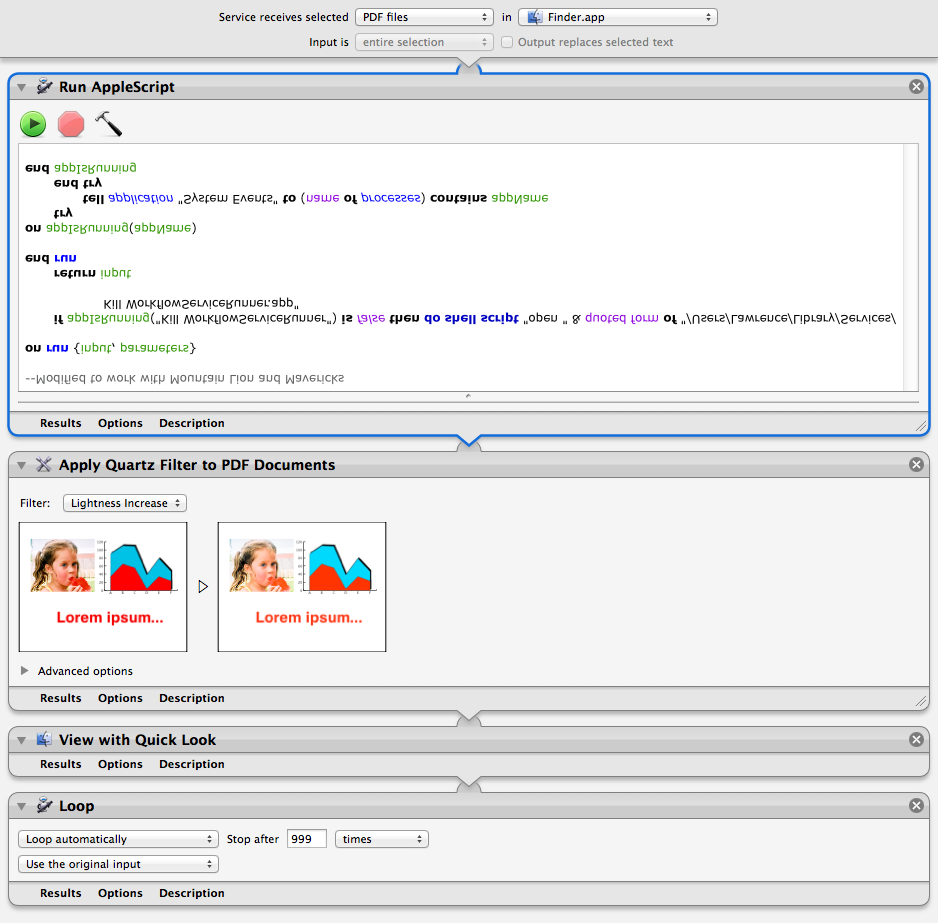 Service receives selected PDF files in Finder.app
Input is entire selection Output replaces selected text
Run AppleScript
--Modified to work with Mountain Lion and Mavericks
on run {input, parameters}
if appIsRunning("Kill WorkflowServiceRunner") is false then do shell script "open " & quoted form of "/Users/Lawrence/Library/Services/
Kill WorkflowServiceRunner.app"
return input
end run
on appIsRunning(appName)
try
tell application "System Events" to (name of processes) contains appName
end try
end appIsRunning
Results Options Description
Apply Quartz Filter to PDF Documents
Filter: Lightness Increase
Lorem ipsum... Lorem ipsum...
Advanced options
Results Options Description
View with Quick Look
Results Options Description
Loop
Loop automatically Stop after 999 times
Use the original input
Results Options Description